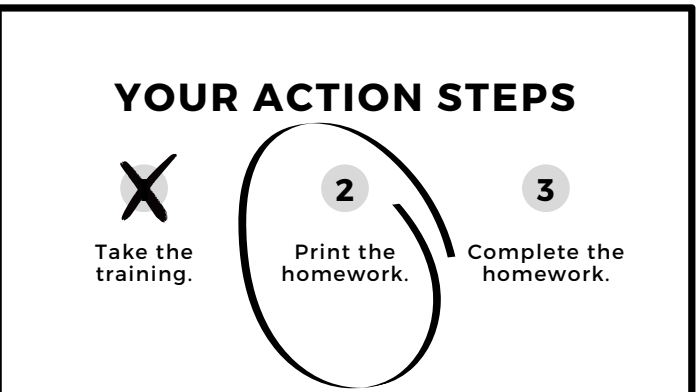 YOUR ACTION STEPS
2
3
Take the
training.
Print the
homework.
Complete the
homework.